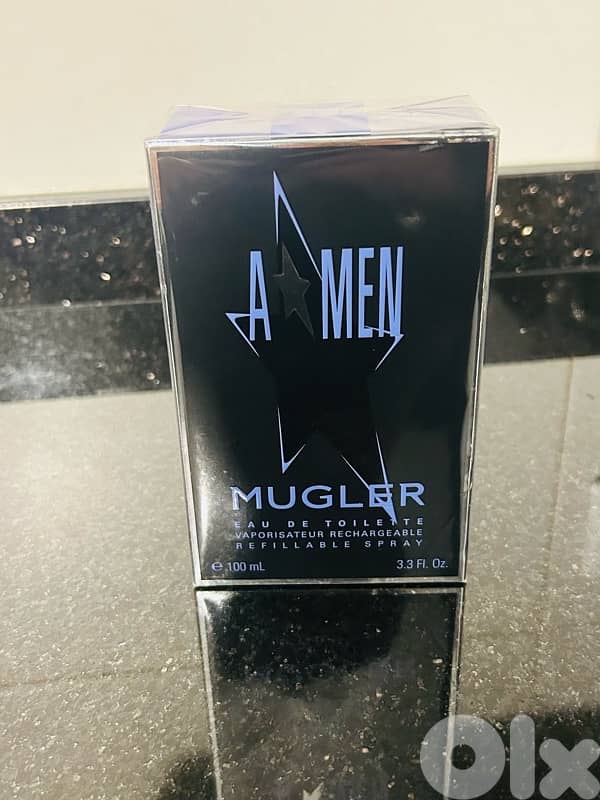 A★MEN
MUGLER
EAU DE TOILETTE
VAPORISATEUR RECHARGEABLE
REFILLABLE SPRAY
℮ 100 mL 3.3 Fl. Oz.
Olx